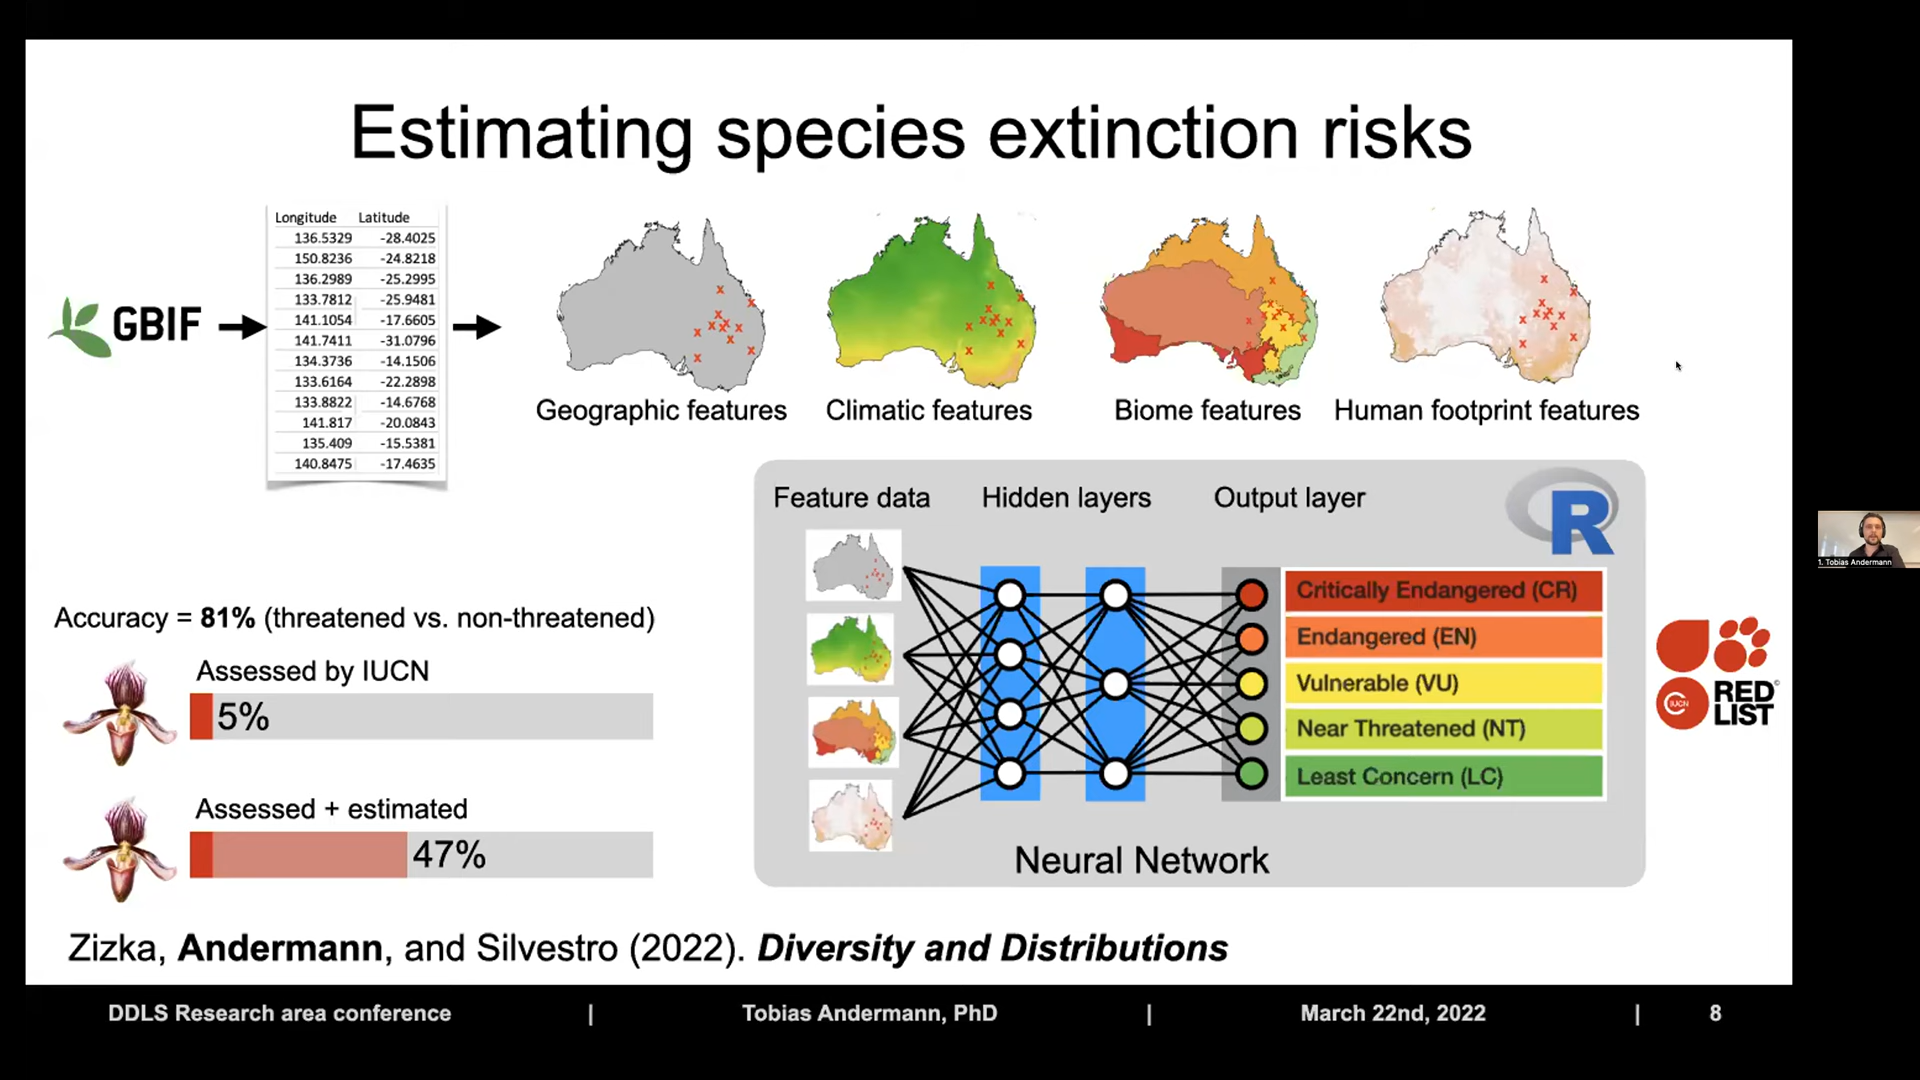 Estimating species extinction risks
GBIF
Longitude Latitude
136.5329 -28.4025
150.8236 -24.8218
136.2989 -25.2995
133.7812 -25.9481
141.1054 -17.6605
141.7411 -31.0796
134.3736 -14.1506
133.6164 -22.2898
133.8822 -14.6768
141.817 -20.0843
135.409 -15.5381
140.8475 -17.4635
Geographic features
Climatic features
Biome features
Human footprint features
Feature data
Hidden layers
Output layer
R
Critically Endangered (CR)
Endangered (EN)
Vulnerable (VU)
Near Threatened (NT)
Least Concern (LC)
Neural Network
IUCN
RED
LIST
Accuracy = 81% (threatened vs. non-threatened)
Assessed by IUCN
5%
Assessed + estimated
47%
Zizka, Andermann, and Silvestro (2022). Diversity and Distributions
DDLS Research area conference | Tobias Andermann, PhD | March 22nd, 2022 | 8
1. Tobias Andermann